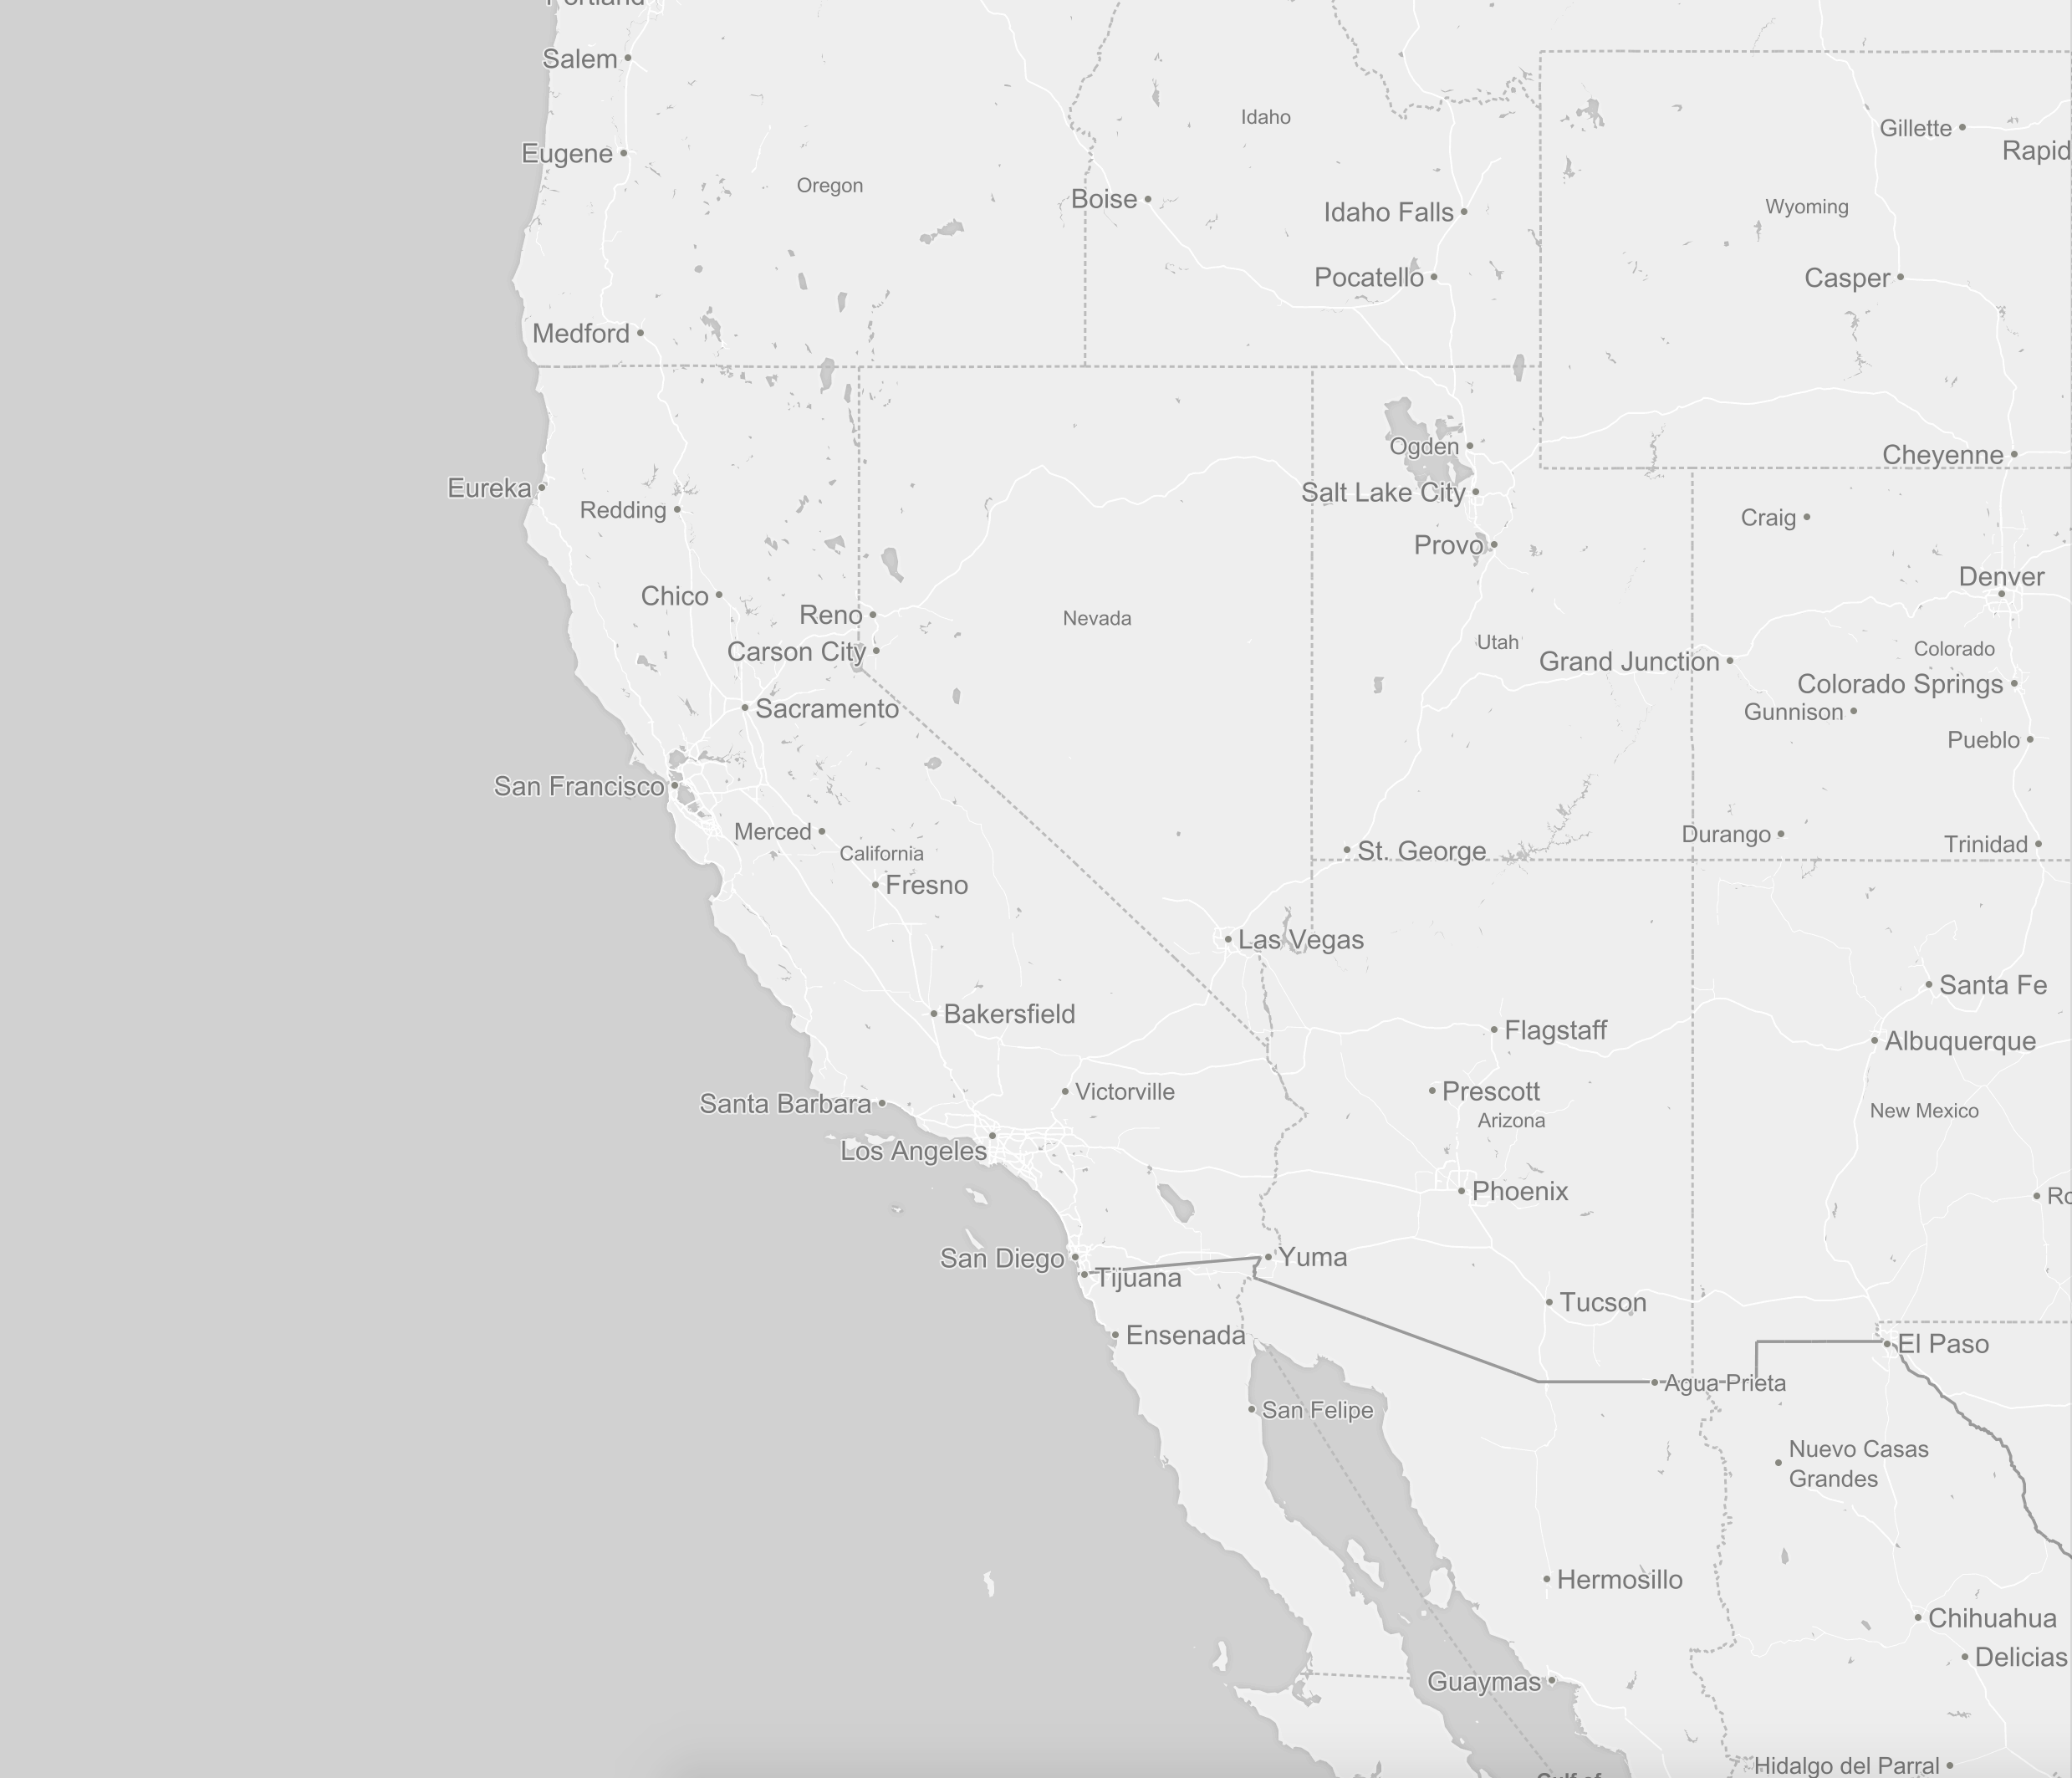 Portland
Salem
Idaho
Gillette
Rapid
Eugene
Oregon
Boise
Idaho Falls
Wyoming
Pocatello
Casper
Medford
Ogden
Cheyenne
Eureka
Salt Lake City
Redding
Craig
Provo
Denver
Chico
Reno
Nevada
Utah
Colorado
Carson City
Grand Junction
Colorado Springs
Sacramento
Gunnison
Pueblo
San Francisco
Merced
Durango
Trinidad
California
St. George
Fresno
Las Vegas
Santa Fe
Bakersfield
Flagstaff
Albuquerque
Santa Barbara
Victorville
Prescott
New Mexico
Arizona
Los Angeles
Phoenix
Ro
San Diego
Yuma
Tijuana
Tucson
Ensenada
El Paso
Agua Prieta
San Felipe
Nuevo Casas
Grandes
Hermosillo
Chihuahua
Delicias
Guaymas
Hidalgo del Parral